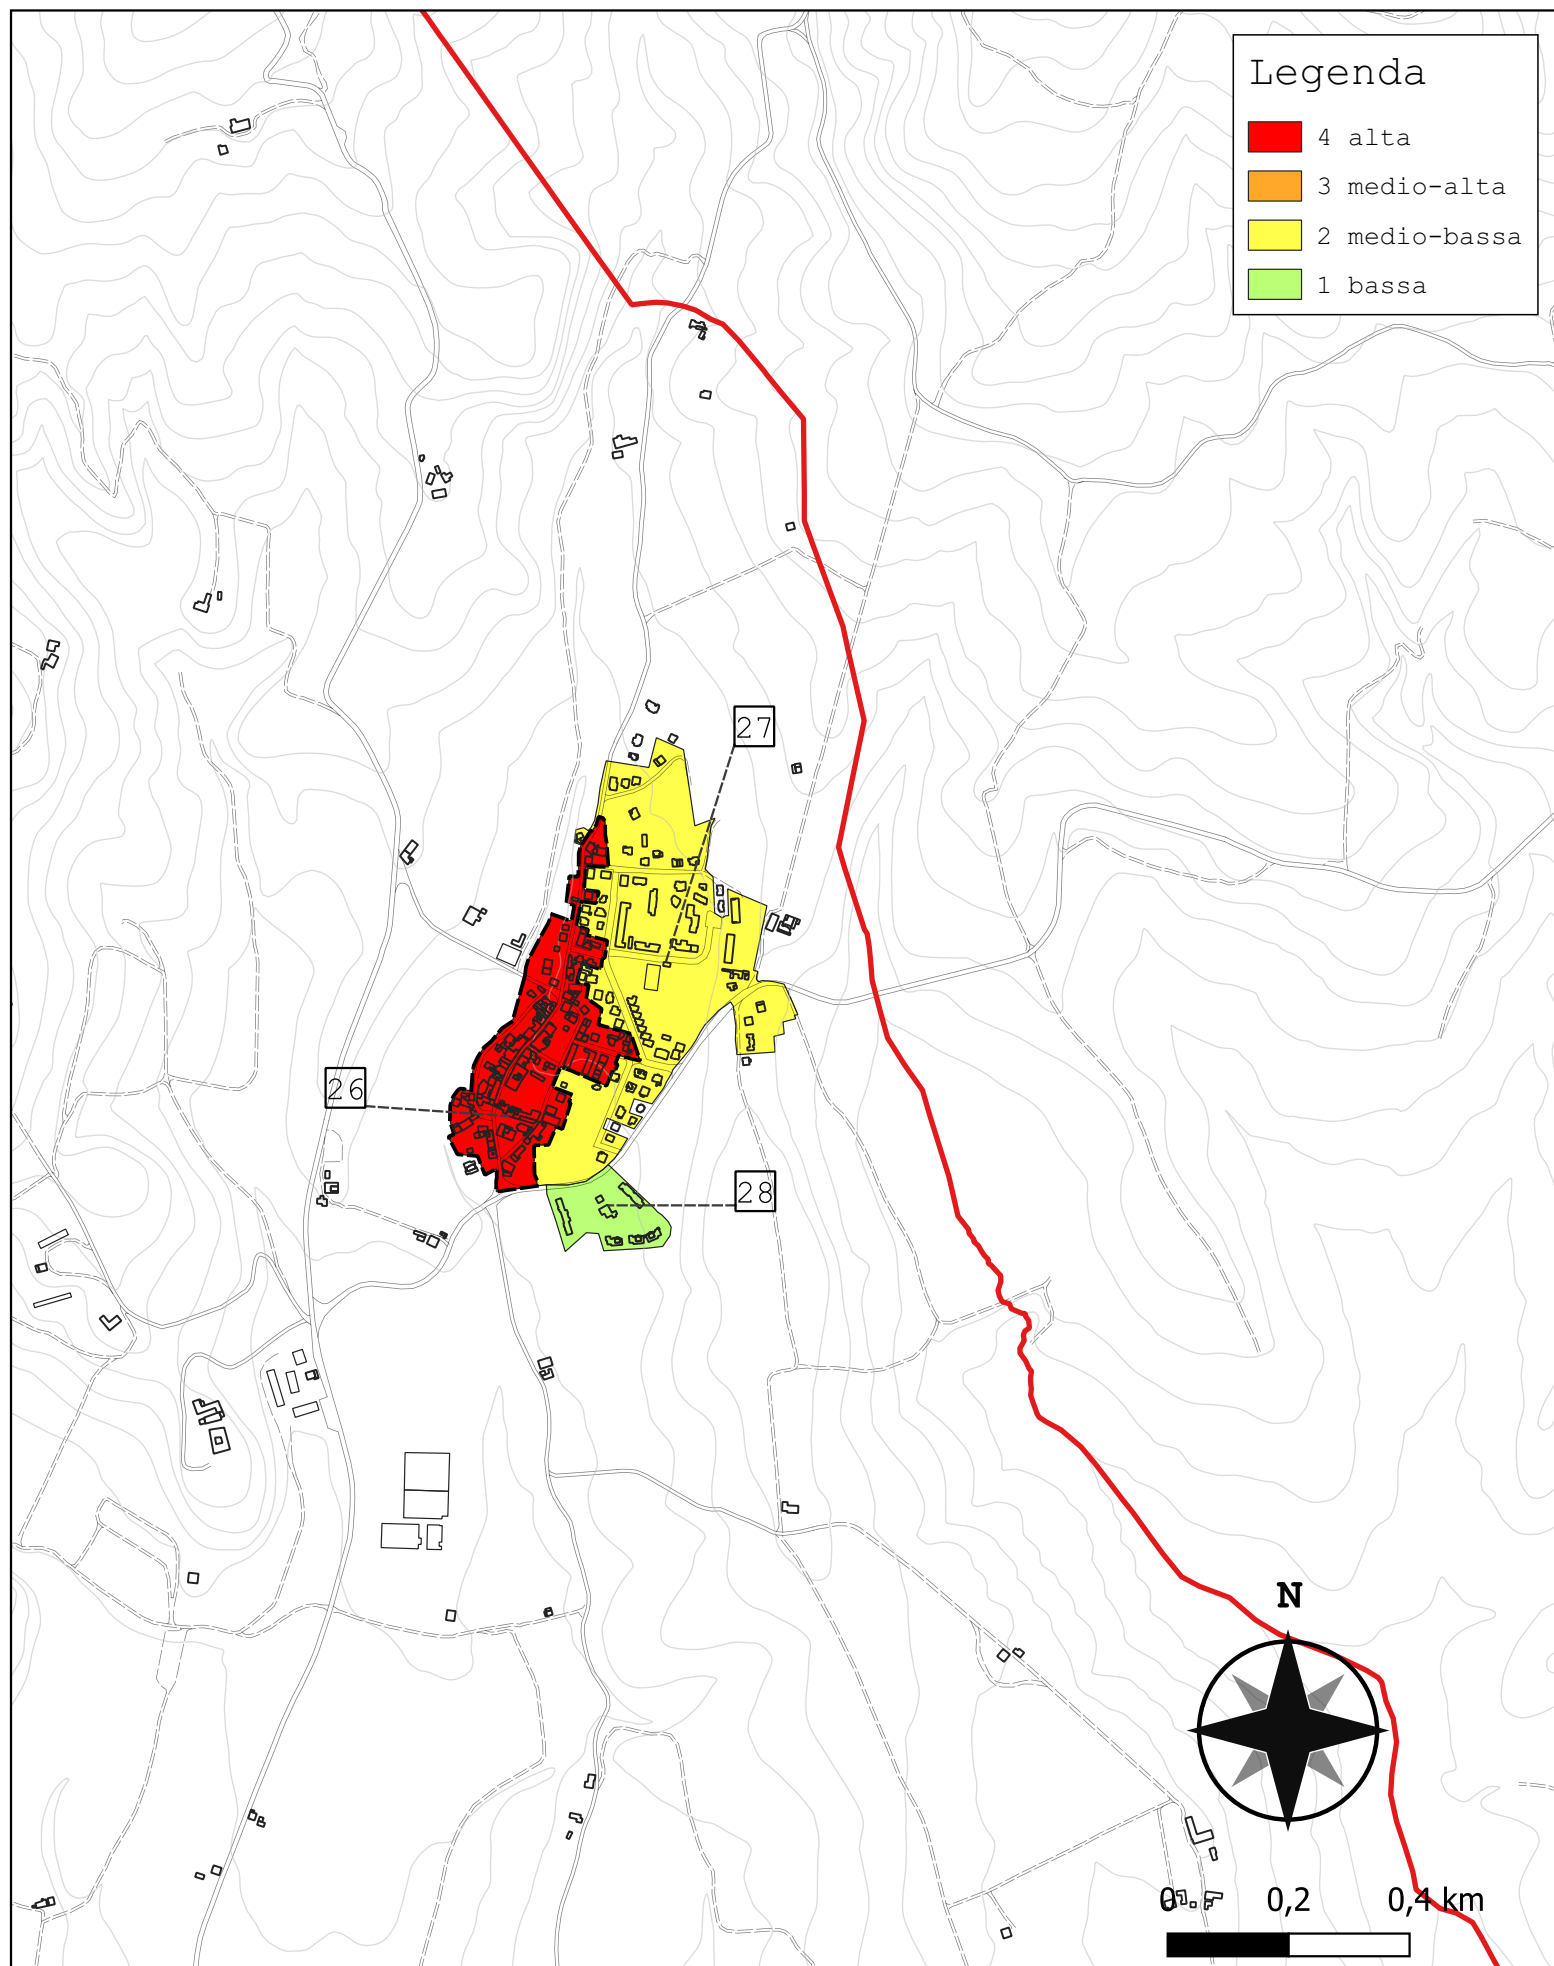 Legenda
4 alta
3 medio-alta
2 medio-bassa
1 bassa
27
26
28
N
0 0,2 0,4 km